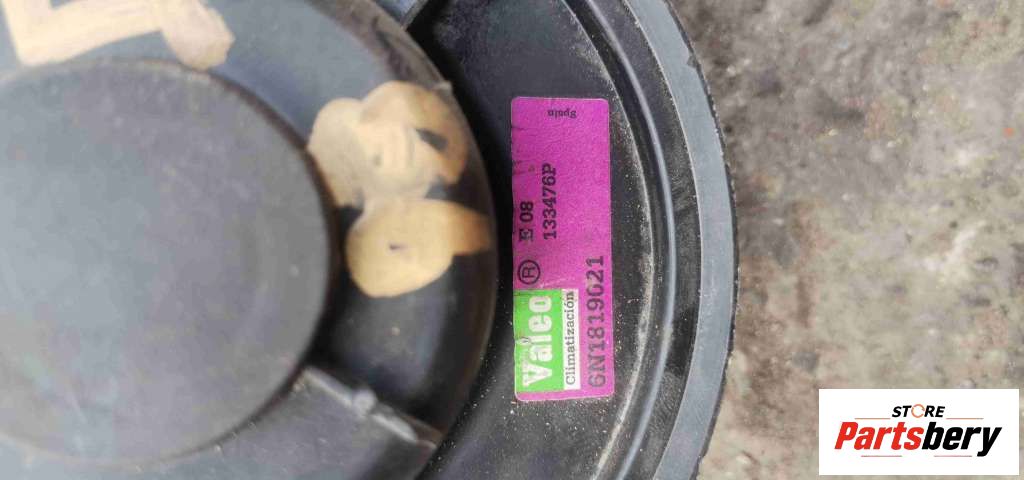 Valeo ® E 08
Climatización 133476P
6N1819021
Spain
STORE
Partsbery